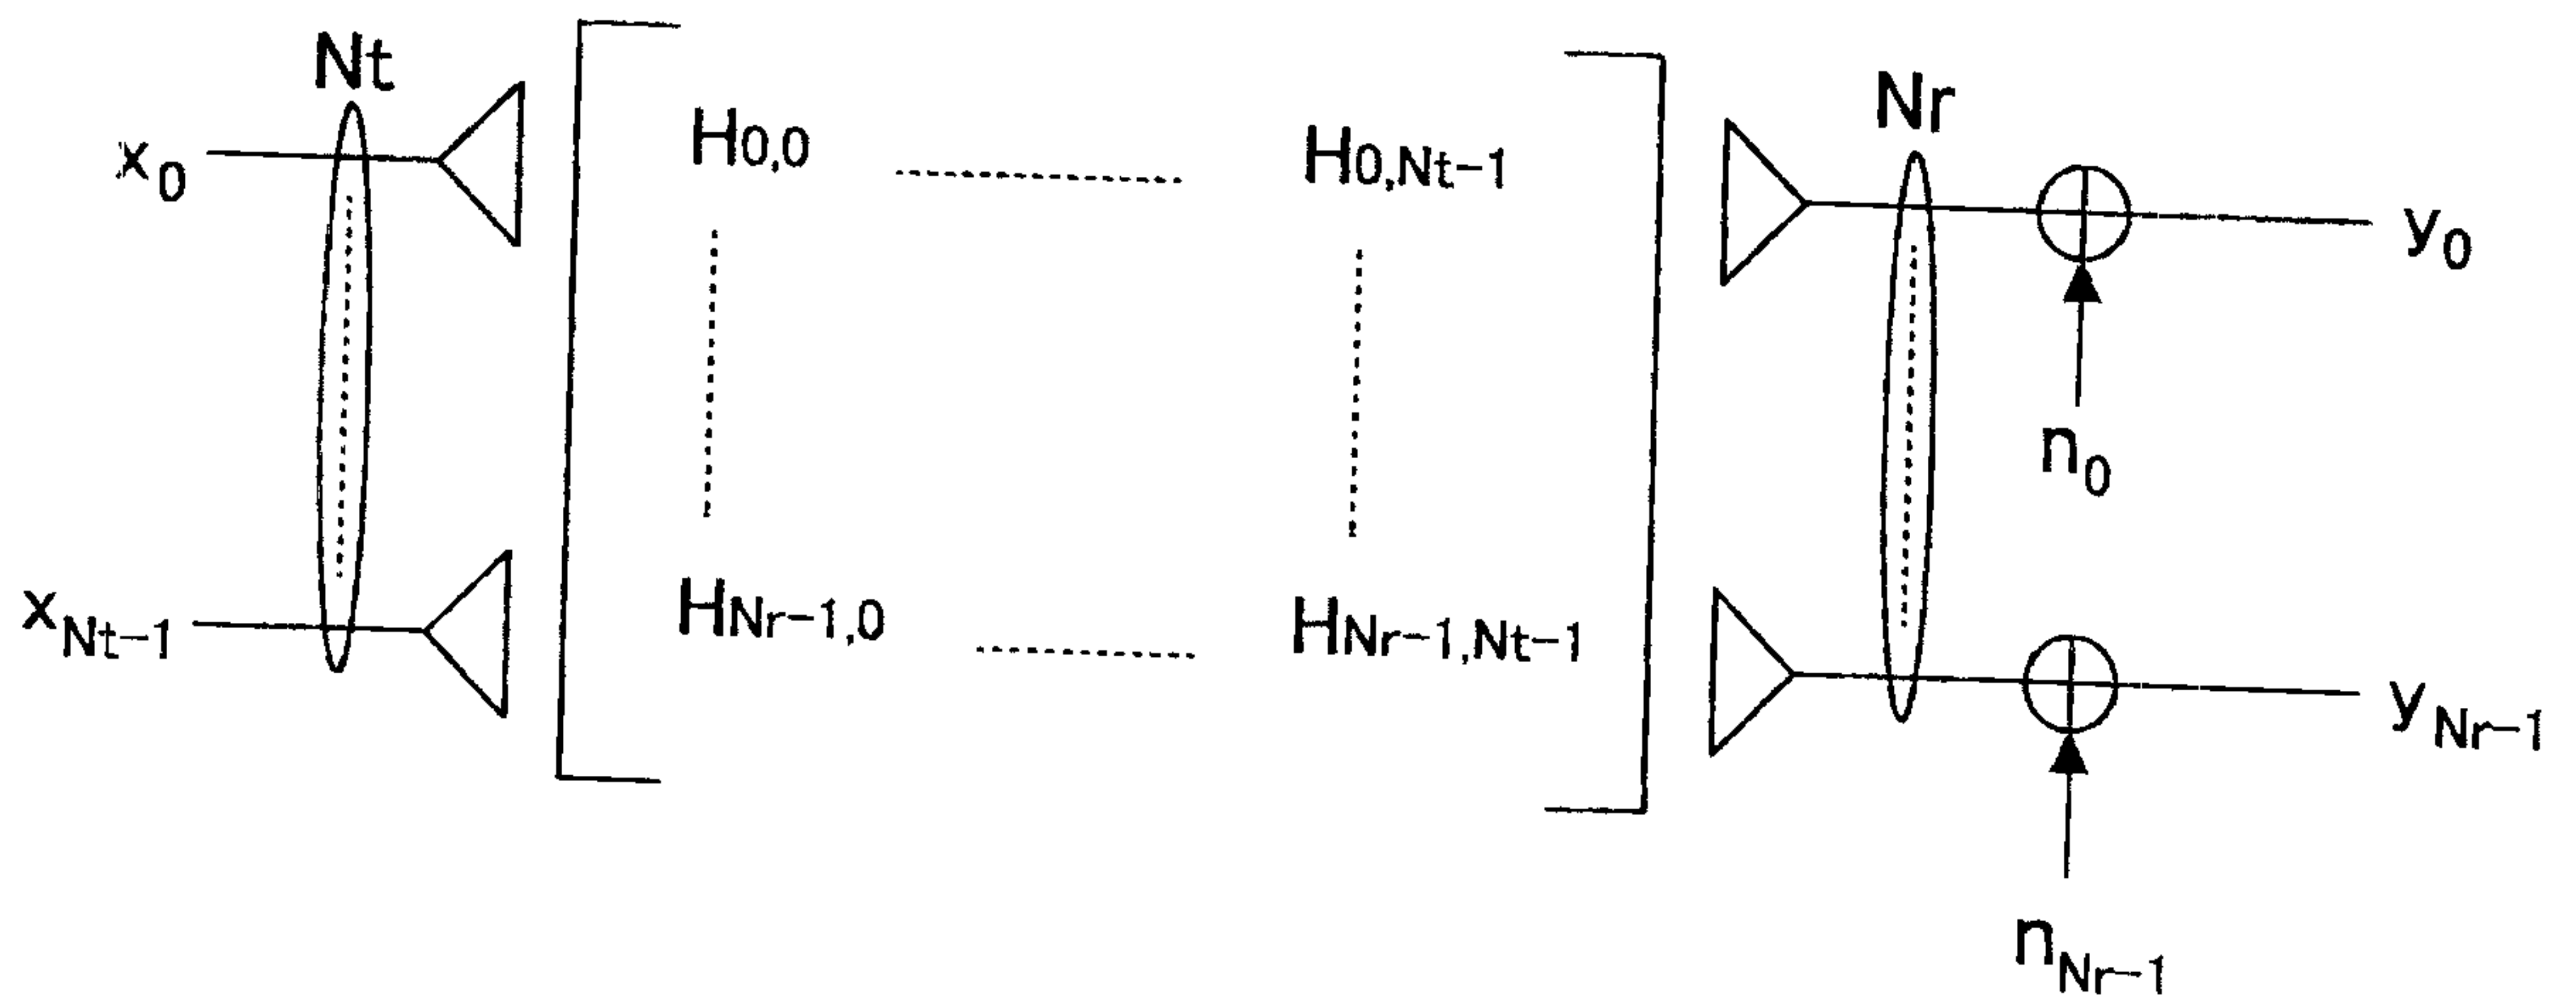 Nt
Nr
x0
H0,0
H0,Nt-1
y0
n0
xNt-1
HNr-1,0
HNr-1,Nt-1
yNr-1
nNr-1